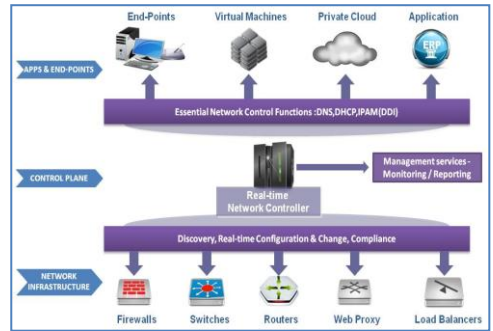 End-Points
Virtual Machines
Private Cloud
Application
ERP
APPS & END-POINTS
Essential Network Control Functions :DNS,DHCP,IPAM(DDI)
CONTROL PLANE
Management services -
Monitoring / Reporting
Real-time
Network Controller
Discovery, Real-time Configuration & Change, Compliance
NETWORK
INFRASTRUCTURE
Firewalls
Switches
Routers
Web Proxy
Load Balancers